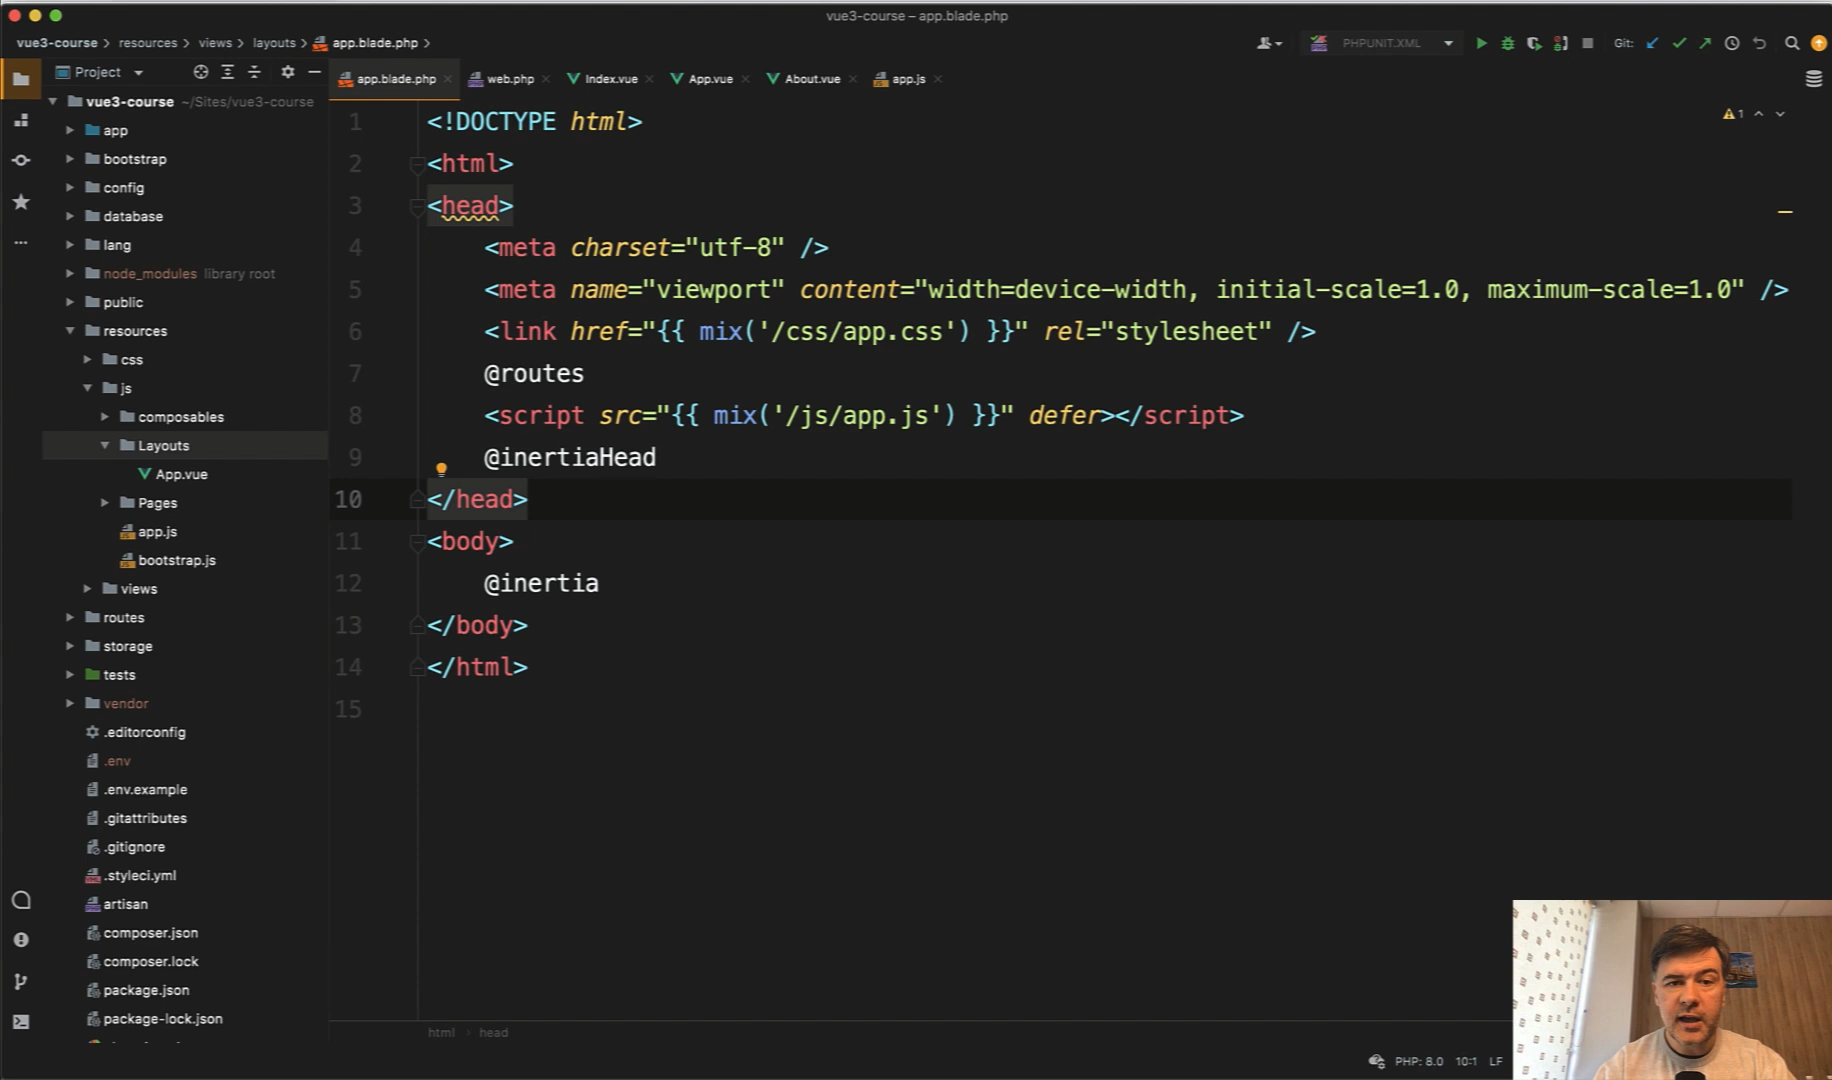 vue3-course – app.blade.php
vue3-course > resources > views > layouts > app.blade.php >
PHPUNIT.XML
Git:
Project
app.blade.php
web.php
Index.vue
App.vue
About.vue
app.js
vue3-course ~/Sites/vue3-course
app
bootstrap
config
database
lang
node_modules library root
public
resources
css
js
composables
Layouts
App.vue
Pages
app.js
bootstrap.js
views
routes
storage
tests
vendor
.editorconfig
.env
.env.example
.gitattributes
.gitignore
.styleci.yml
artisan
composer.json
composer.lock
package.json
package-lock.json
1 <!DOCTYPE html>
2 <html>
3 <head>
4 <meta charset="utf-8" />
5 <meta name="viewport" content="width=device-width, initial-scale=1.0, maximum-scale=1.0" />
6 <link href="{{ mix('/css/app.css') }}" rel="stylesheet" />
7 @routes
8 <script src="{{ mix('/js/app.js') }}" defer></script>
9 @inertiaHead
10 </head>
11 <body>
12 @inertia
13 </body>
14 </html>
15
1
html > head
PHP: 8.0 10:1 LF